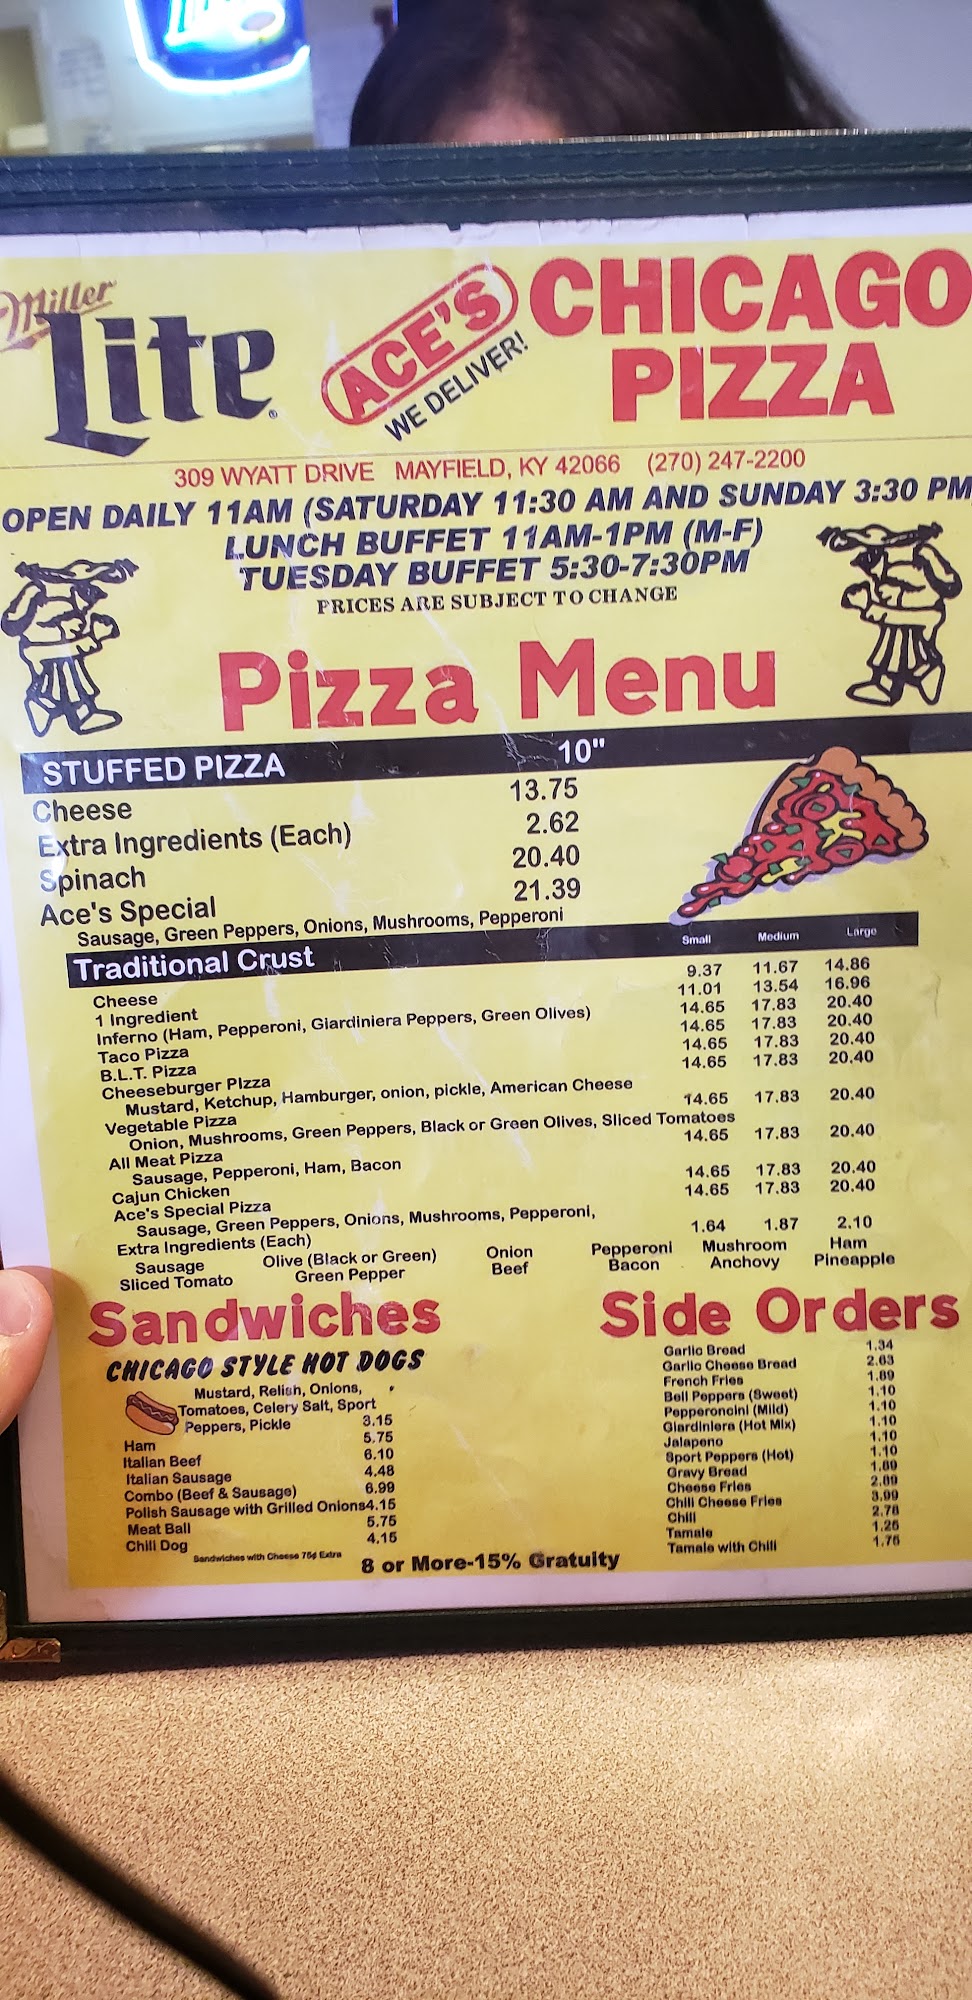 Miller
Lite
ACE'S
WE DELIVER!
CHICAGO
PIZZA
309 WYATT DRIVE MAYFIELD, KY 42066 (270) 247-2200
OPEN DAILY 11AM (SATURDAY 11:30 AM AND SUNDAY 3:30 PM
LUNCH BUFFET 11AM-1PM (M-F)
TUESDAY BUFFET 5:30-7:30PM
PRICES ARE SUBJECT TO CHANGE
Pizza Menu
STUFFED PIZZA 10"
Cheese 13.75
Extra Ingredients (Each) 2.62
Spinach 20.40
Ace's Special 21.39
Sausage, Green Peppers, Onions, Mushrooms, Pepperoni
Traditional Crust Small Medium Large
Cheese 9.37 11.67 14.86
1 Ingredient 11.01 13.54 16.96
Inferno (Ham, Pepperoni, Giardiniera Peppers, Green Olives) 14.65 17.83 20.40
Taco Pizza 14.65 17.83 20.40
B.L.T. Pizza 14.65 17.83 20.40
Cheeseburger PIzza 14.65 17.83 20.40
Mustard, Ketchup, Hamburger, onion, pickle, American Cheese
Vegetable Pizza 14.65 17.83 20.40
Onion, Mushrooms, Green Peppers, Black or Green Olives, Sliced Tomatoes
All Meat Pizza 14.65 17.83 20.40
Sausage, Pepperoni, Ham, Bacon
Cajun Chicken 14.65 17.83 20.40
Ace's Special Pizza 14.65 17.83 20.40
Sausage, Green Peppers, Onions, Mushrooms, Pepperoni,
Extra Ingredients (Each) 1.64 1.87 2.10
Sausage Olive (Black or Green) Onion Pepperoni Mushroom Ham
Sliced Tomato Green Pepper Beef Bacon Anchovy Pineapple
Sandwiches
CHICAGO STYLE HOT DOGS
Mustard, Relish, Onions,
Tomatoes, Celery Salt, Sport
Peppers, Pickle 3.15
Ham 5.75
Italian Beef 6.10
Italian Sausage 4.48
Combo (Beef & Sausage) 6.99
Polish Sausage with Grilled Onions 4.15
Meat Ball 5.75
Chili Dog 4.15
Sandwiches with Cheese 75¢ Extra
8 or More-15% Gratuity
Side Orders
Garlic Bread 1.34
Garlic Cheese Bread 2.63
French Fries 1.89
Bell Peppers (Sweet) 1.10
Pepperoncini (Mild) 1.10
Giardiniera (Hot Mix) 1.10
Jalapeno 1.10
Sport Peppers (Hot) 1.10
Gravy Bread 1.89
Cheese Fries 2.89
Chili Cheese Fries 3.99
Chili 2.78
Tamale 1.25
Tamale with Chili 1.75